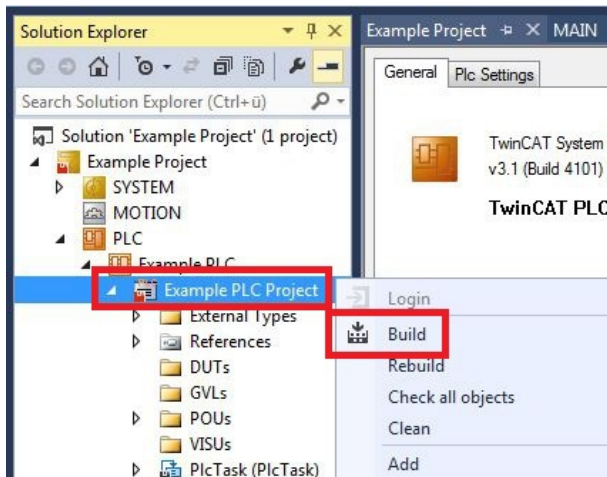 Solution Explorer
Search Solution Explorer (Ctrl+ü)
Solution 'Example Project' (1 project)
Example Project
SYSTEM
MOTION
PLC
Example PLC
Example PLC Project
External Types
References
DUTs
GVLs
POUs
VISUs
PlcTask (PlcTask)
Example Project MAIN
General Plc Settings
TwinCAT System
v3.1 (Build 4101)
TwinCAT PLC
Login
Build
Rebuild
Check all objects
Clean
Add